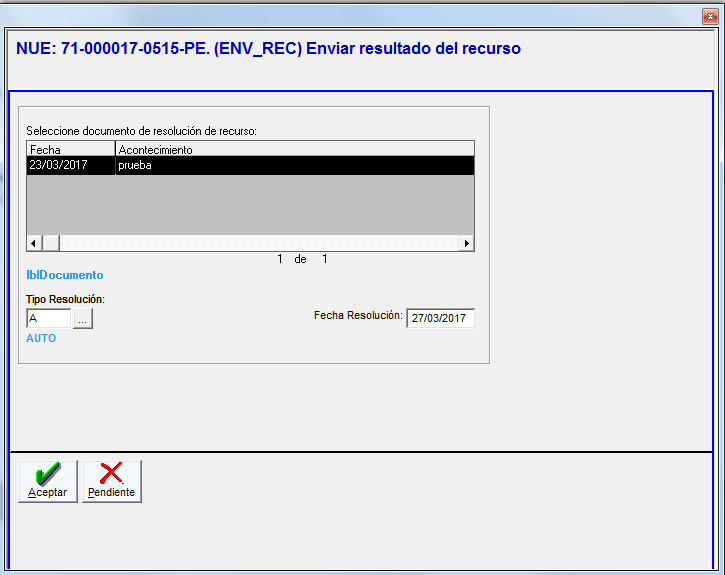 NUE: 71-000017-0515-PE. (ENV_REC) Enviar resultado del recurso
Seleccione documento de resolución de recurso:
Fecha Acontecimiento
23/03/2017 prueba
1 de 1
lblDocumento
Tipo Resolución:
A ... Fecha Resolución: 27/03/2017
AUTO
Aceptar Pendiente